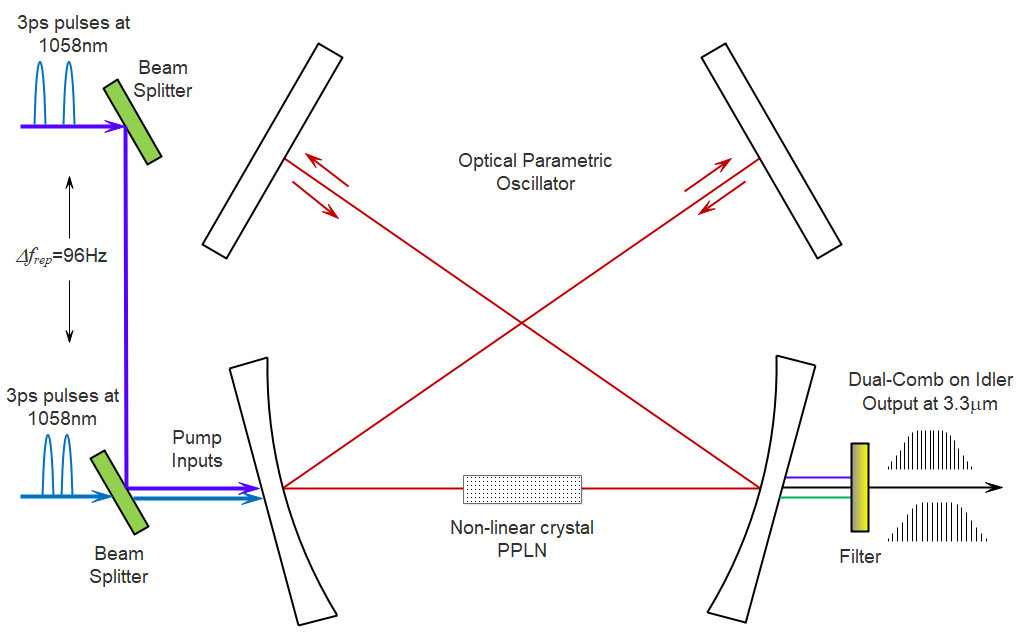 3ps pulses at
1058nm
Beam
Splitter
Optical Parametric
Oscillator
Δfrep=96Hz
3ps pulses at
1058nm
Pump
Inputs
Dual-Comb on Idler
Output at 3.3μm
Non-linear crystal
PPLN
Beam
Splitter
Filter